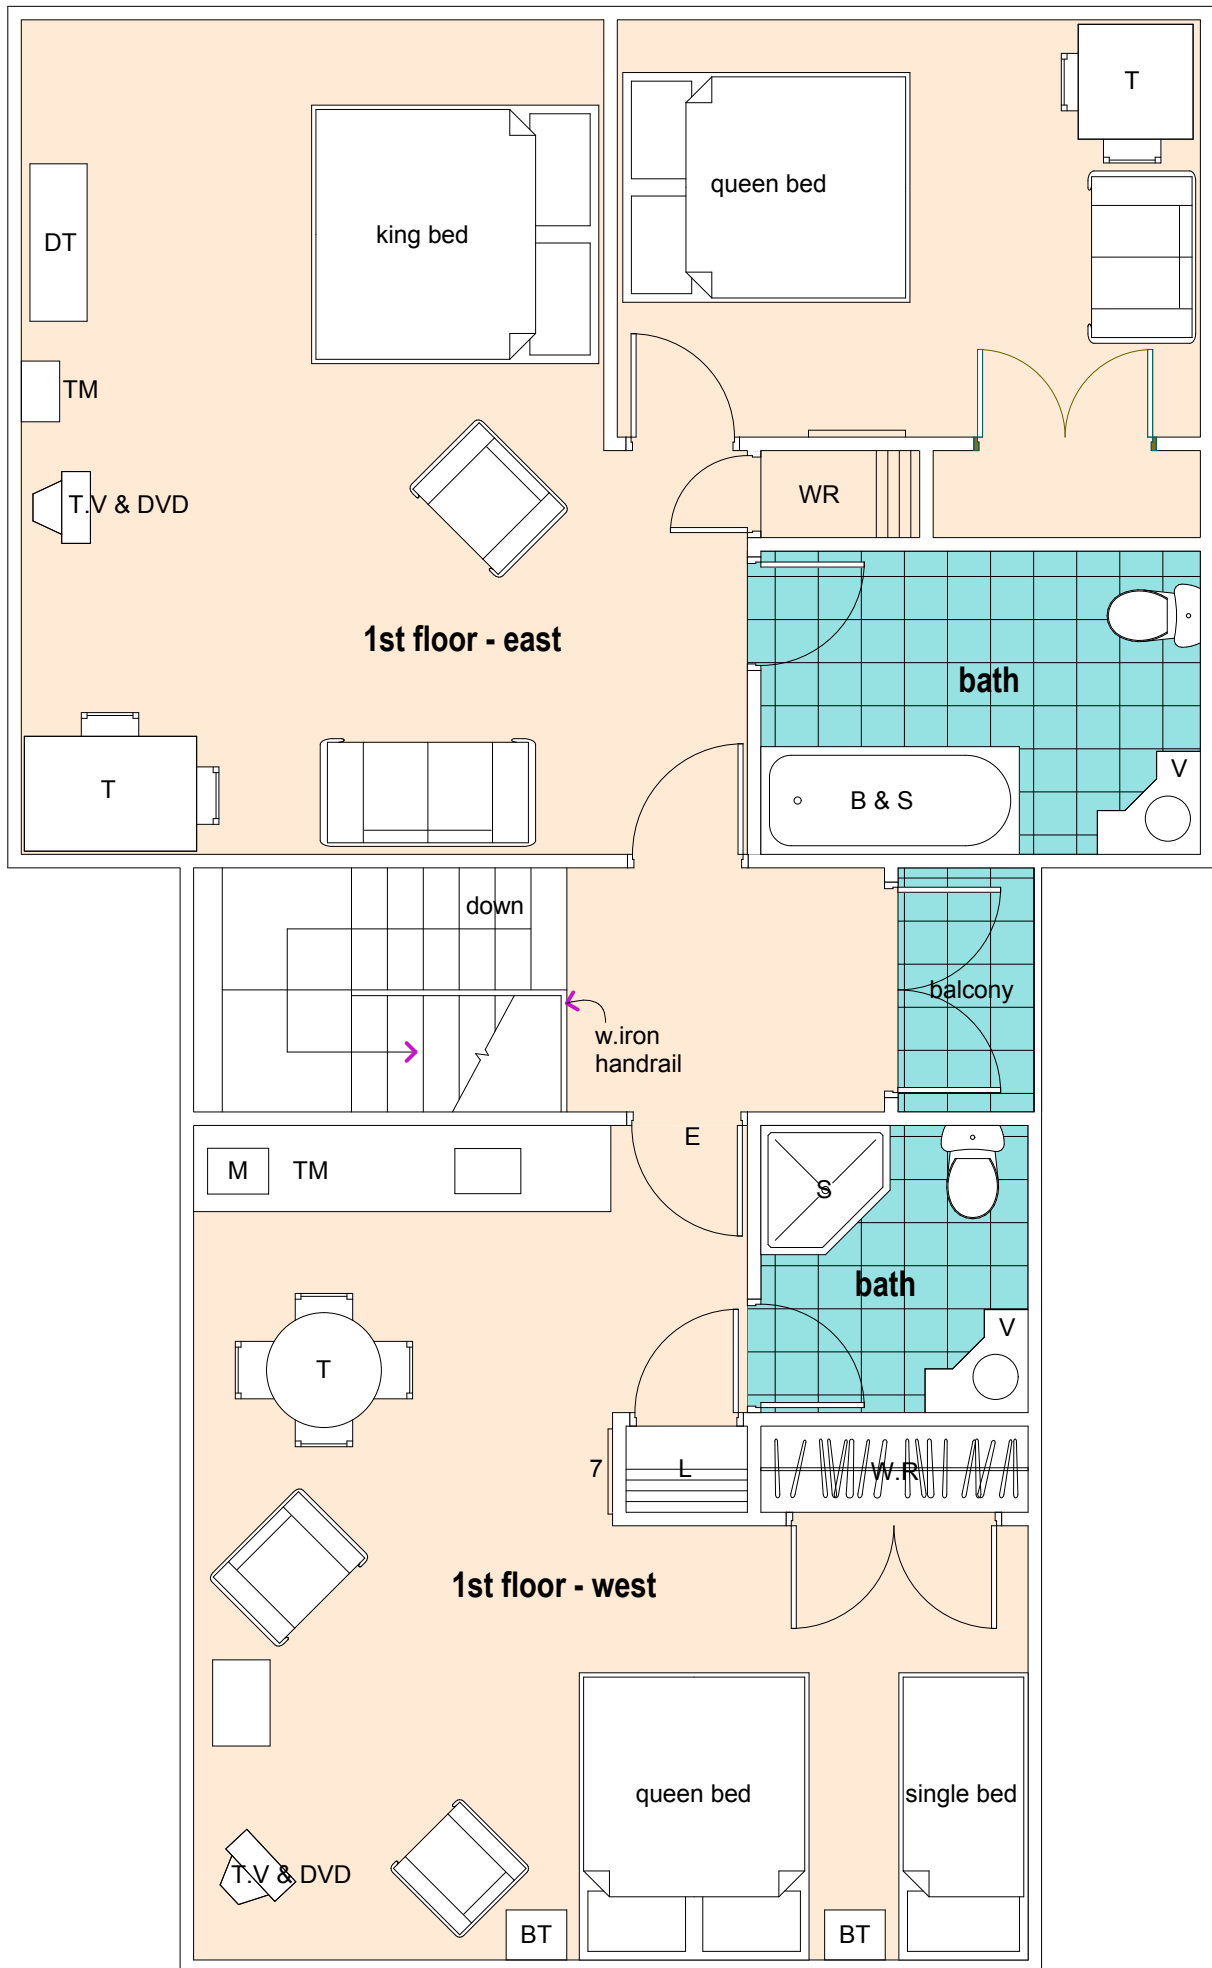 T
queen bed
king bed
DT
TM
WR
T.V & DVD
1st floor - east
bath
V
T
B & S
down
balcony
w.iron
handrail
E
M
TM
S
bath
V
T
7
L
W.R
1st floor - west
queen bed
single bed
T.V & DVD
BT
BT